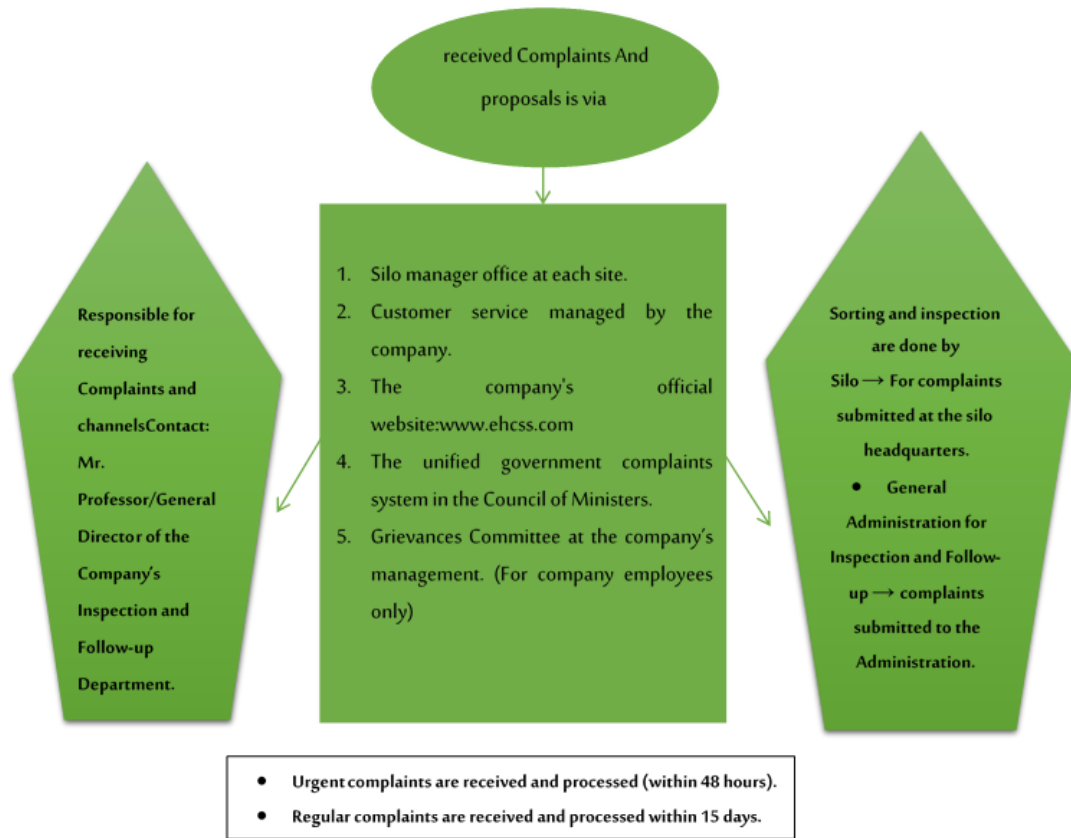 received Complaints And
proposals is via
Responsible for
receiving
Complaints and
channelsContact:
Mr.
Professor/General
Director of the
Company's
Inspection and
Follow-up
Department.
1. Silo manager office at each site.
2. Customer service managed by the
company.
3. The company's official
website:www.ehcss.com
4. The unified government complaints
system in the Council of Ministers.
5. Grievances Committee at the company's
management. (For company employees
only)
Sorting and inspection
are done by
Silo → For complaints
submitted at the silo
headquarters.
• General
Administration for
Inspection and Follow-
up → complaints
submitted to the
Administration.
• Urgent complaints are received and processed (within 48 hours).
• Regular complaints are received and processed within 15 days.